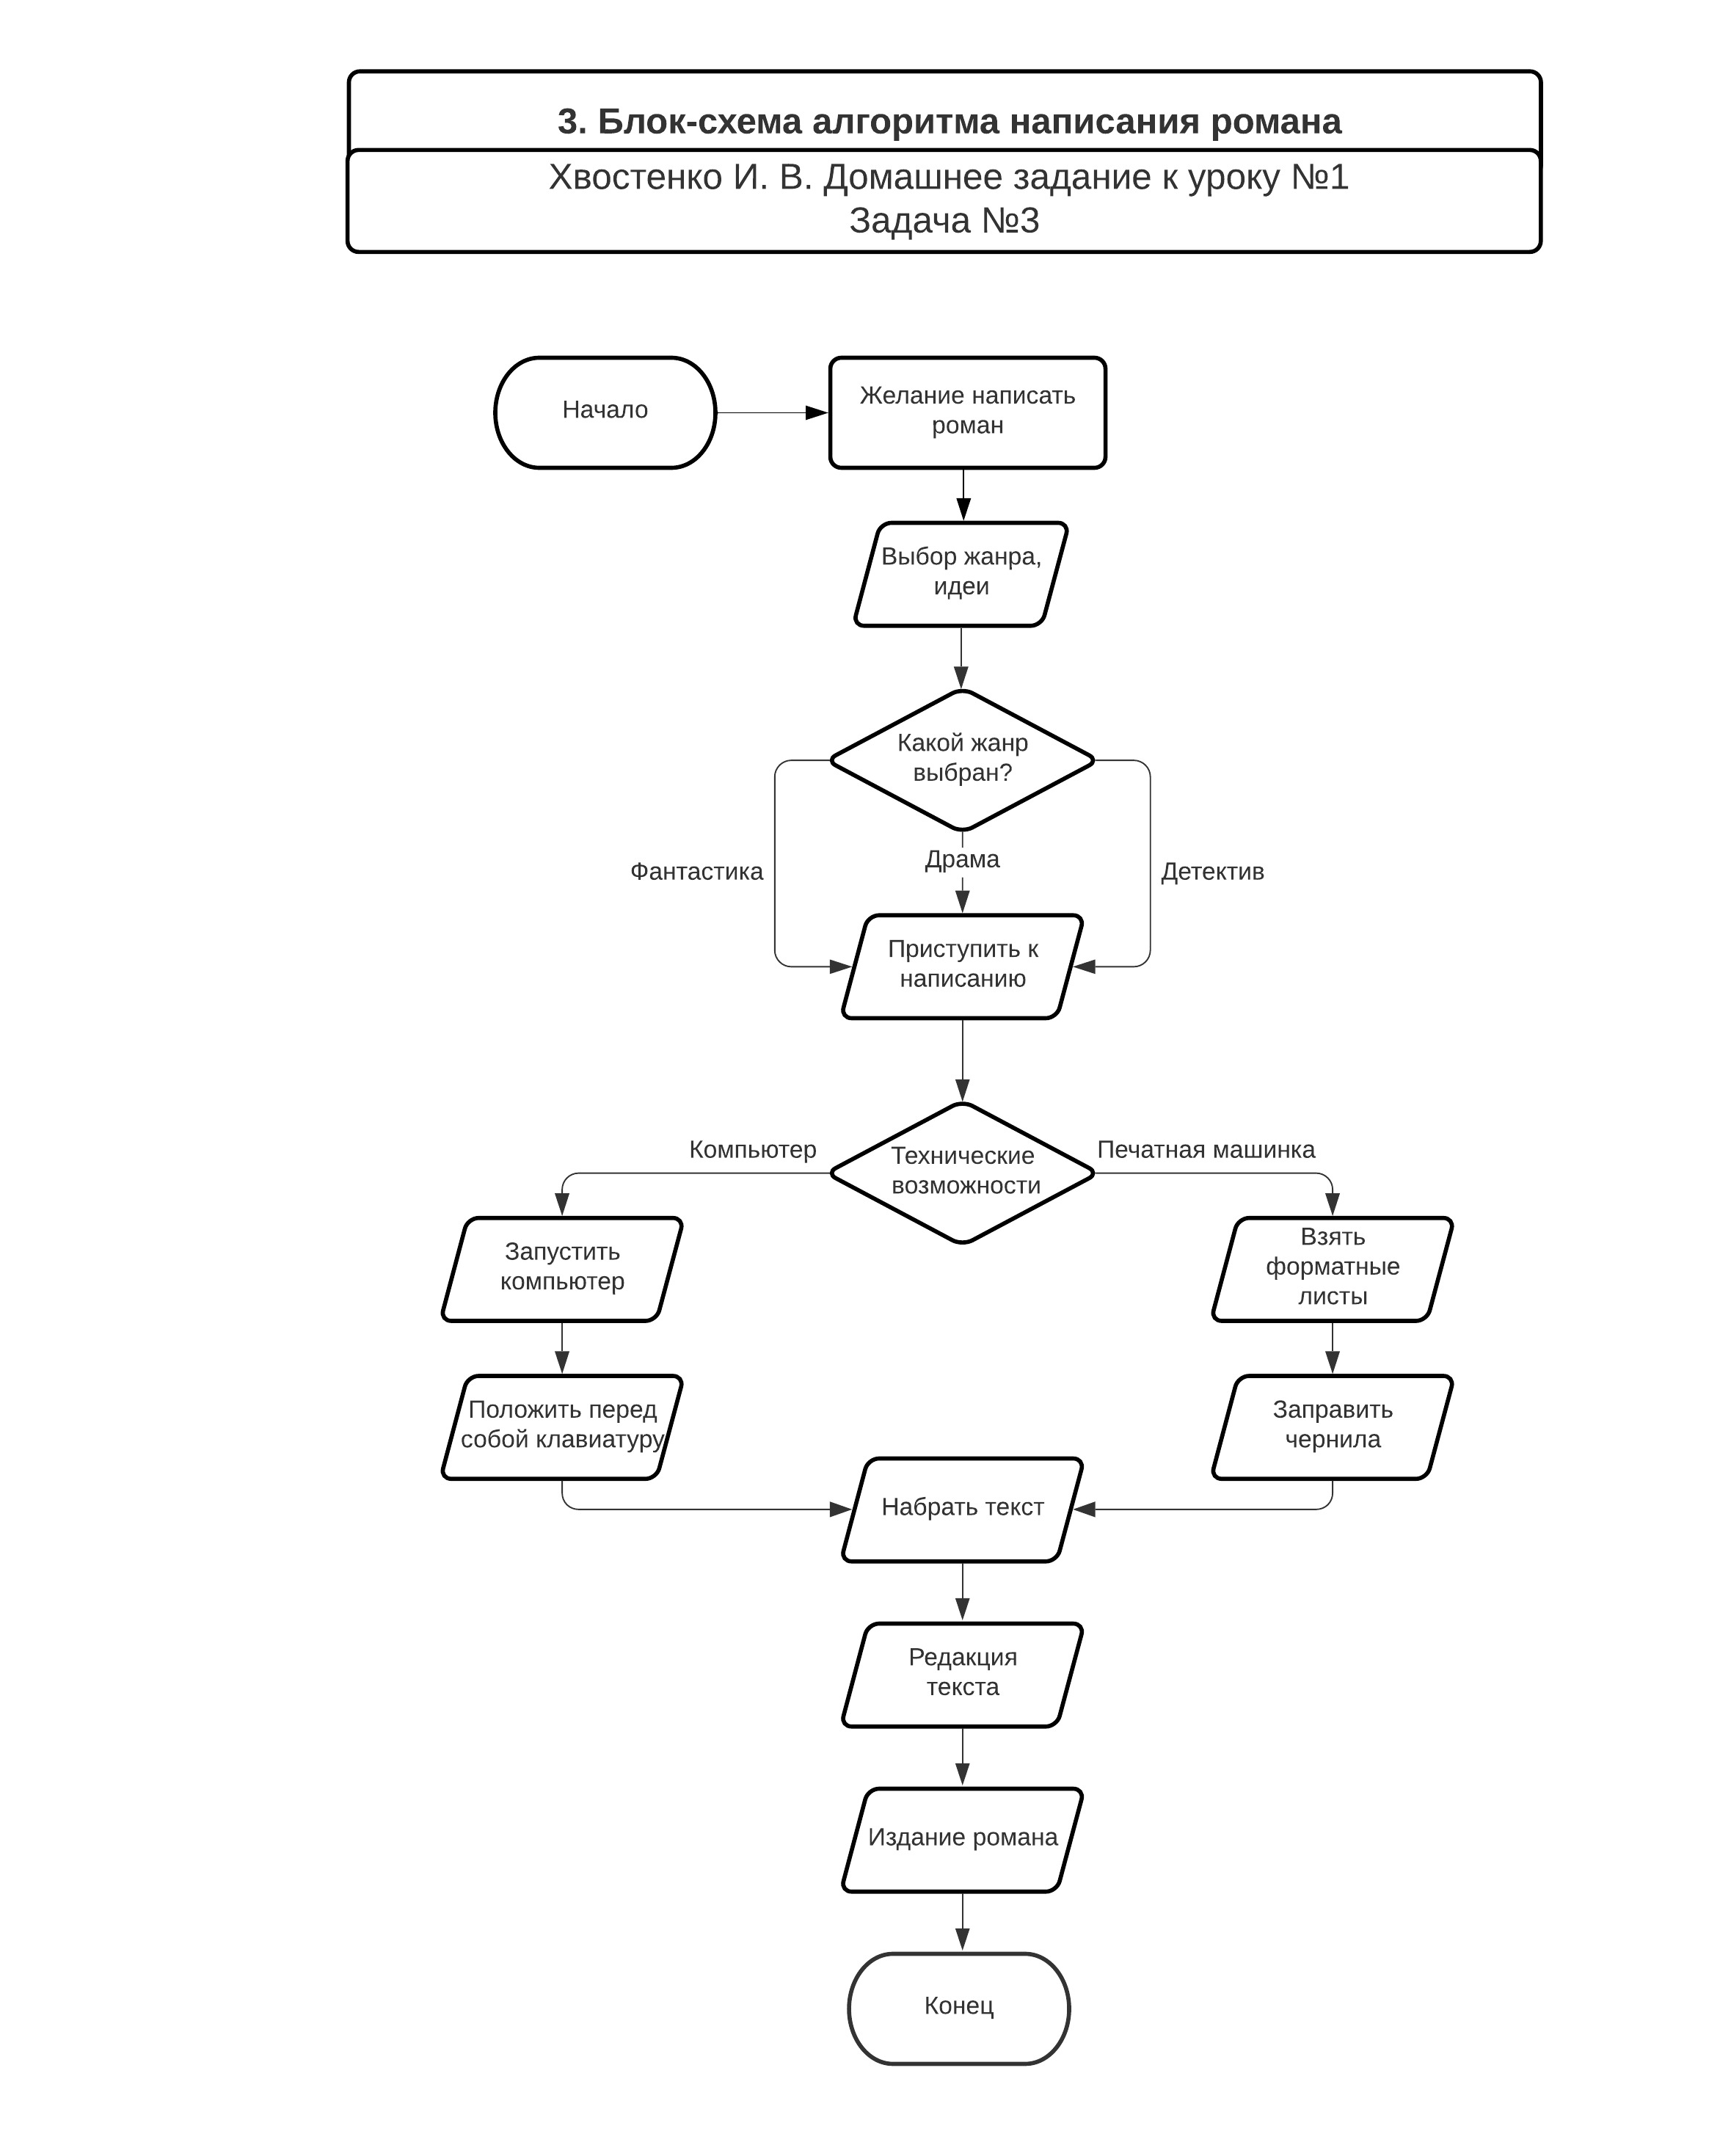 3. Блок-схема алгоритма написания романа
Хвостенко И. В. Домашнее задание к уроку №1
Задача №3
Начало
Желание написать
роман
Выбор жанра,
идеи
Какой жанр
выбран?
Фантастика
Драма
Детектив
Приступить к
написанию
Компьютер
Технические
возможности
Печатная машинка
Запустить
компьютер
Взять
форматные
листы
Положить перед
собой клавиатуру
Заправить
чернила
Набрать текст
Редакция
текста
Издание романа
Конец